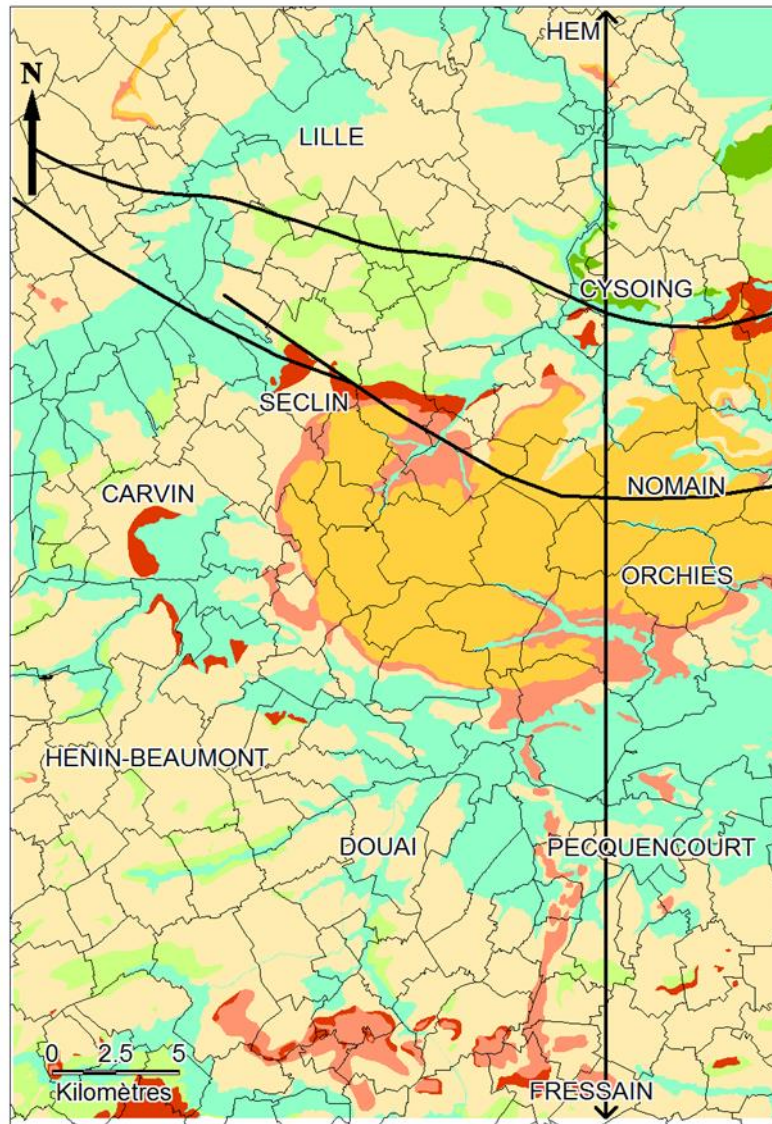 HEM
N
LILLE
CYSOING
SECLIN
CARVIN
NOMAIN
ORCHIES
HENIN-BEAUMONT
DOUAI
PECQUENCOURT
0 2.5 5
Kilomètres
FRESSAIN